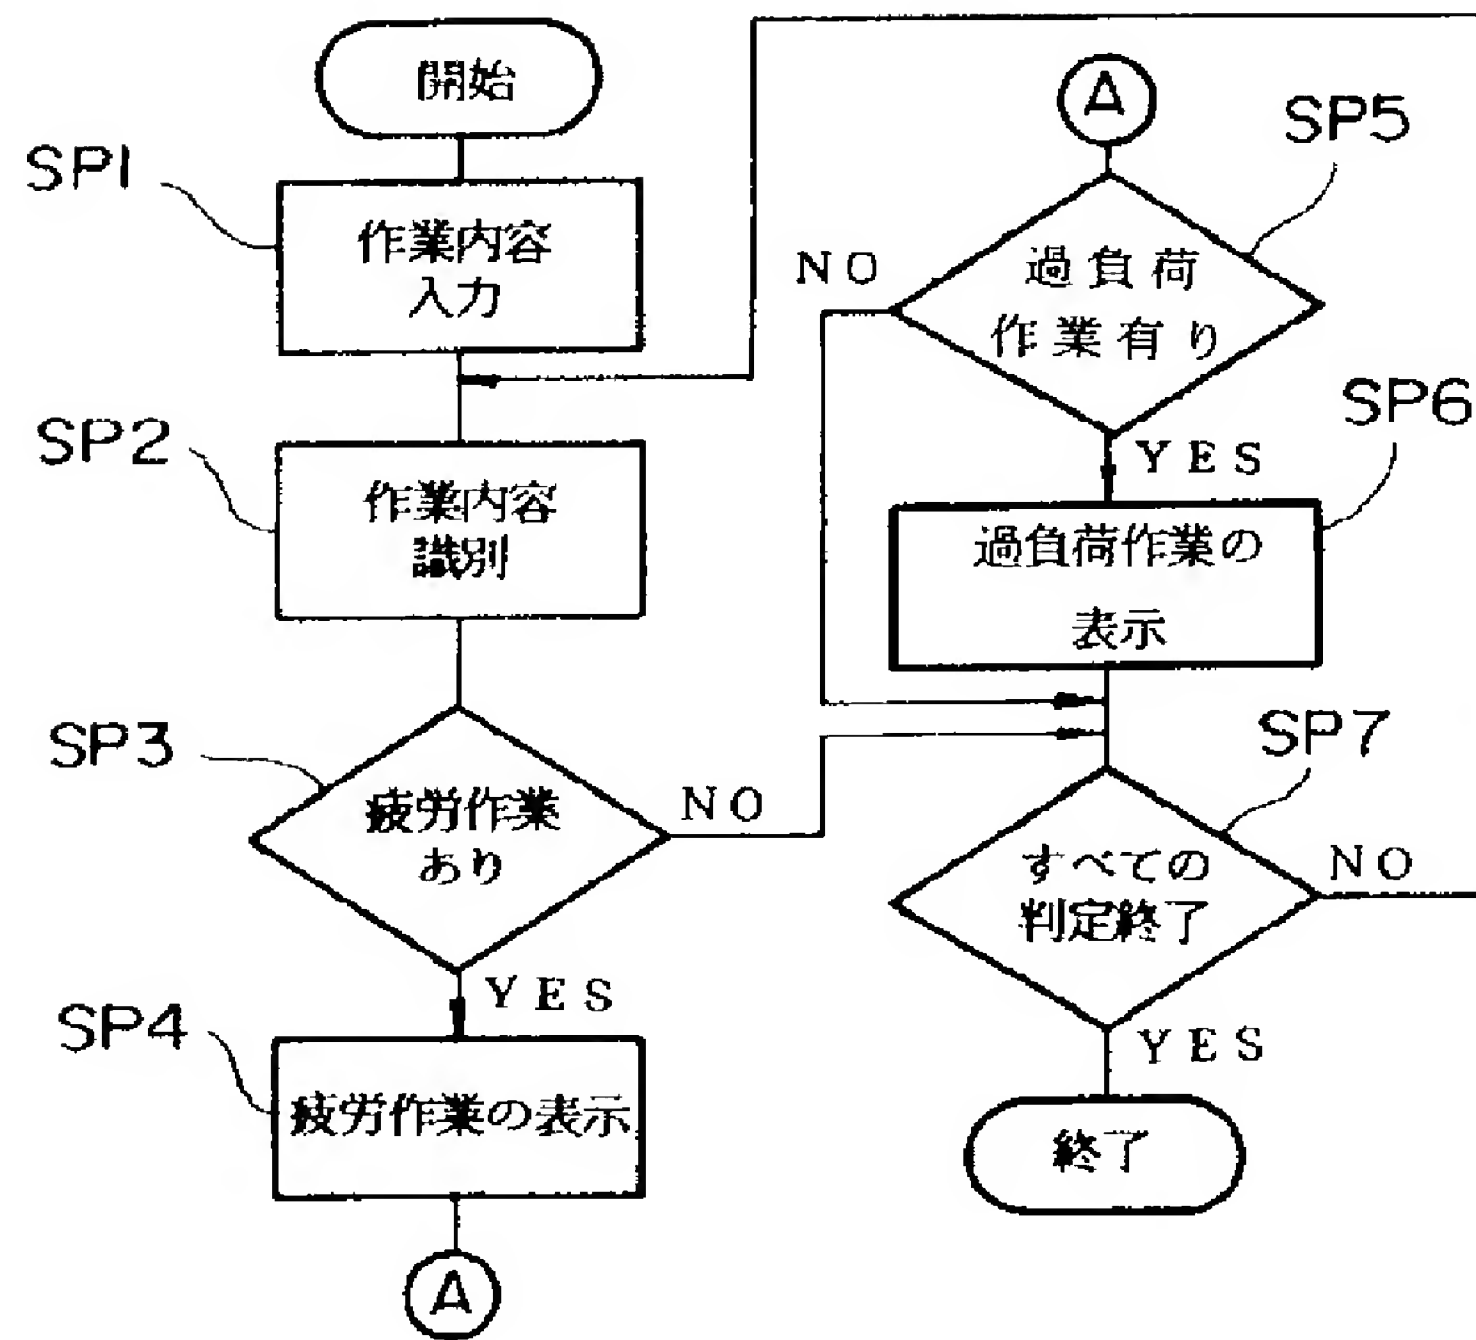 開始
SP1
作業内容
入力
SP2
作業内容
識別
SP3
疲労作業
あり
NO
YES
SP4
疲労作業の表示
A
A
SP5
過負荷
作業有り
NO
YES
SP6
過負荷作業の
表示
SP7
すべての
判定終了
NO
YES
終了